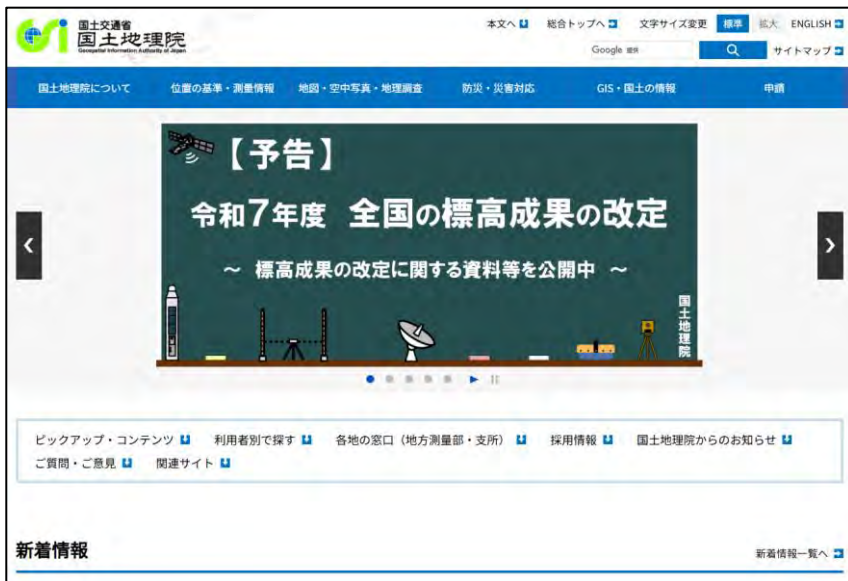 国土交通省
国土地理院
Geospatial Information Authority of Japan
本文へ 総合トップへ 文字サイズ変更 標準 拡大 ENGLISH
Google 提供 サイトマップ
国土地理院について 位置の基準・測量情報 地図・空中写真・地理調査 防災・災害対応 GIS・国土の情報 申請
【予告】
令和7年度 全国の標高成果の改定
～ 標高成果の改定に関する資料等を公開中 ～
国土地理院
ピックアップ・コンテンツ 利用者別で探す 各地の窓口（地方測量部・支所） 採用情報 国土地理院からのお知らせ
ご質問・ご意見 関連サイト
新着情報 新着情報一覧へ